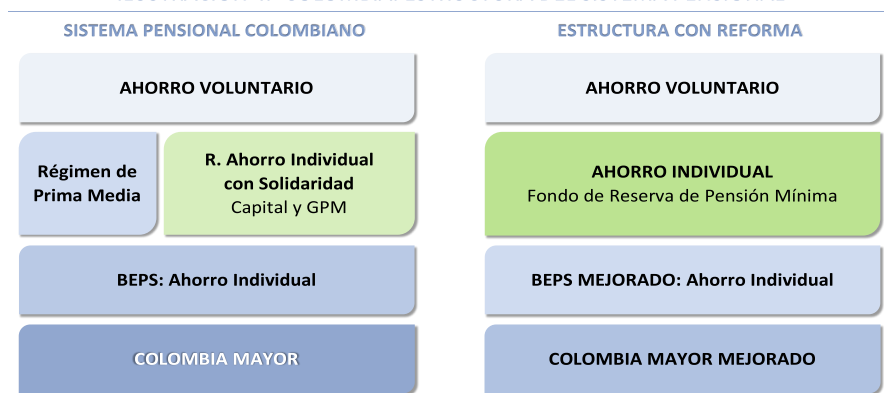 SISTEMA PENSIONAL COLOMBIANO
AHORRO VOLUNTARIO
Régimen de
Prima Media
R. Ahorro Individual
con Solidaridad
Capital y GPM
BEPS: Ahorro Individual
COLOMBIA MAYOR
ESTRUCTURA CON REFORMA
AHORRO VOLUNTARIO
AHORRO INDIVIDUAL
Fondo de Reserva de Pensión Mínima
BEPS MEJORADO: Ahorro Individual
COLOMBIA MAYOR MEJORADO